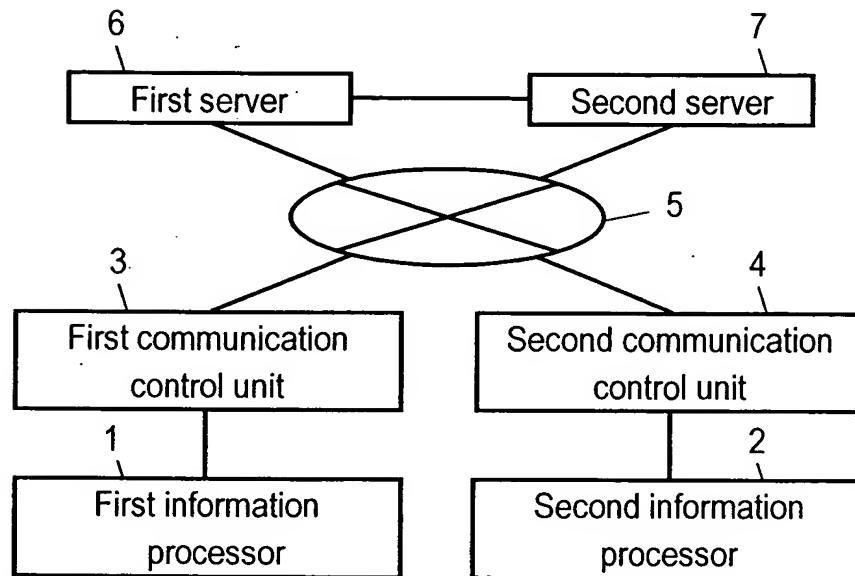 6
7
First server
Second server
5
3
4
First communication
control unit
Second communication
control unit
1
2
First information
processor
Second information
processor